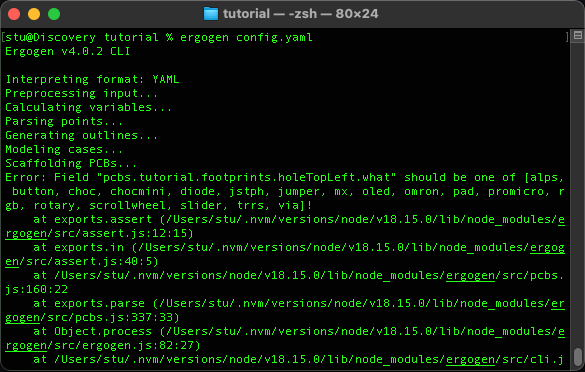 tutorial — -zsh — 80×24
[stu@Discovery tutorial % ergogen config.yaml ]
Ergogen v4.0.2 CLI
Interpreting format: YAML
Preprocessing input...
Calculating variables...
Parsing points...
Generating outlines...
Modeling cases...
Scaffolding PCBs...
Error: Field "pcbs.tutorial.footprints.holeTopLeft.what" should be one of [alps,
 button, choc, chocmini, diode, jstph, jumper, mx, oled, omron, pad, promicro, r
gb, rotary, scrollwheel, slider, trrs, via]!
    at exports.assert (/Users/stu/.nvm/versions/node/v18.15.0/lib/node_modules/e
rgogen/src/assert.js:12:15)
    at exports.in (/Users/stu/.nvm/versions/node/v18.15.0/lib/node_modules/ergog
en/src/assert.js:40:5)
    at /Users/stu/.nvm/versions/node/v18.15.0/lib/node_modules/ergogen/src/pcbs.
js:160:22
    at exports.parse (/Users/stu/.nvm/versions/node/v18.15.0/lib/node_modules/er
gogen/src/pcbs.js:337:33)
    at Object.process (/Users/stu/.nvm/versions/node/v18.15.0/lib/node_modules/e
rgogen/src/ergogen.js:82:27)
    at /Users/stu/.nvm/versions/node/v18.15.0/lib/node_modules/ergogen/src/cli.j